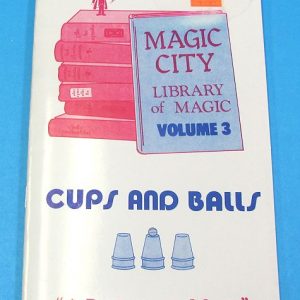 MAGIC
CITY
LIBRARY
of MAGIC
VOLUME 3
CUPS AND BALLS